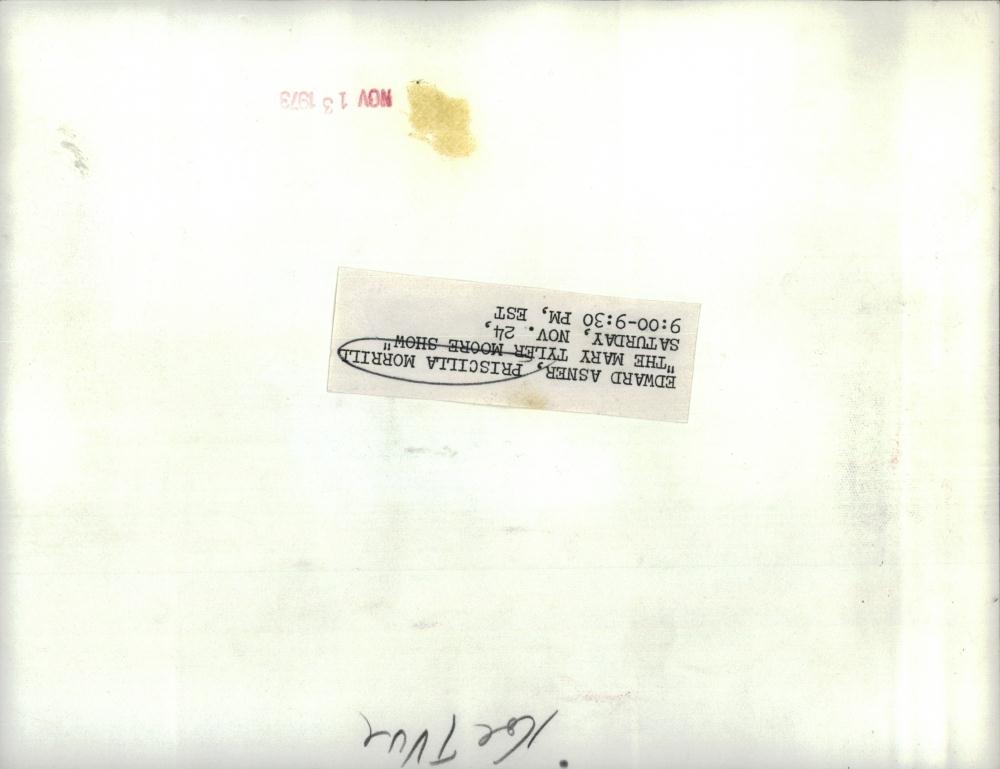 EDWARD ASNER, PRISCILLA MORRILL
"THE MARY TYLER MOORE SHOW"
SATURDAY, NOV. 24,
9:00-9:30 PM, EST
NOV 13 1973